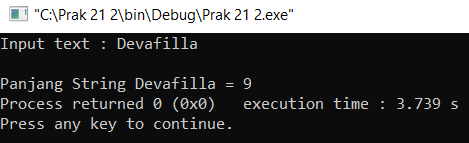 "C:\Prak 21 2\bin\Debug\Prak 21 2.exe"
Input text : Devafilla
Panjang String Devafilla = 9
Process returned 0 (0x0)   execution time : 3.739 s
Press any key to continue.